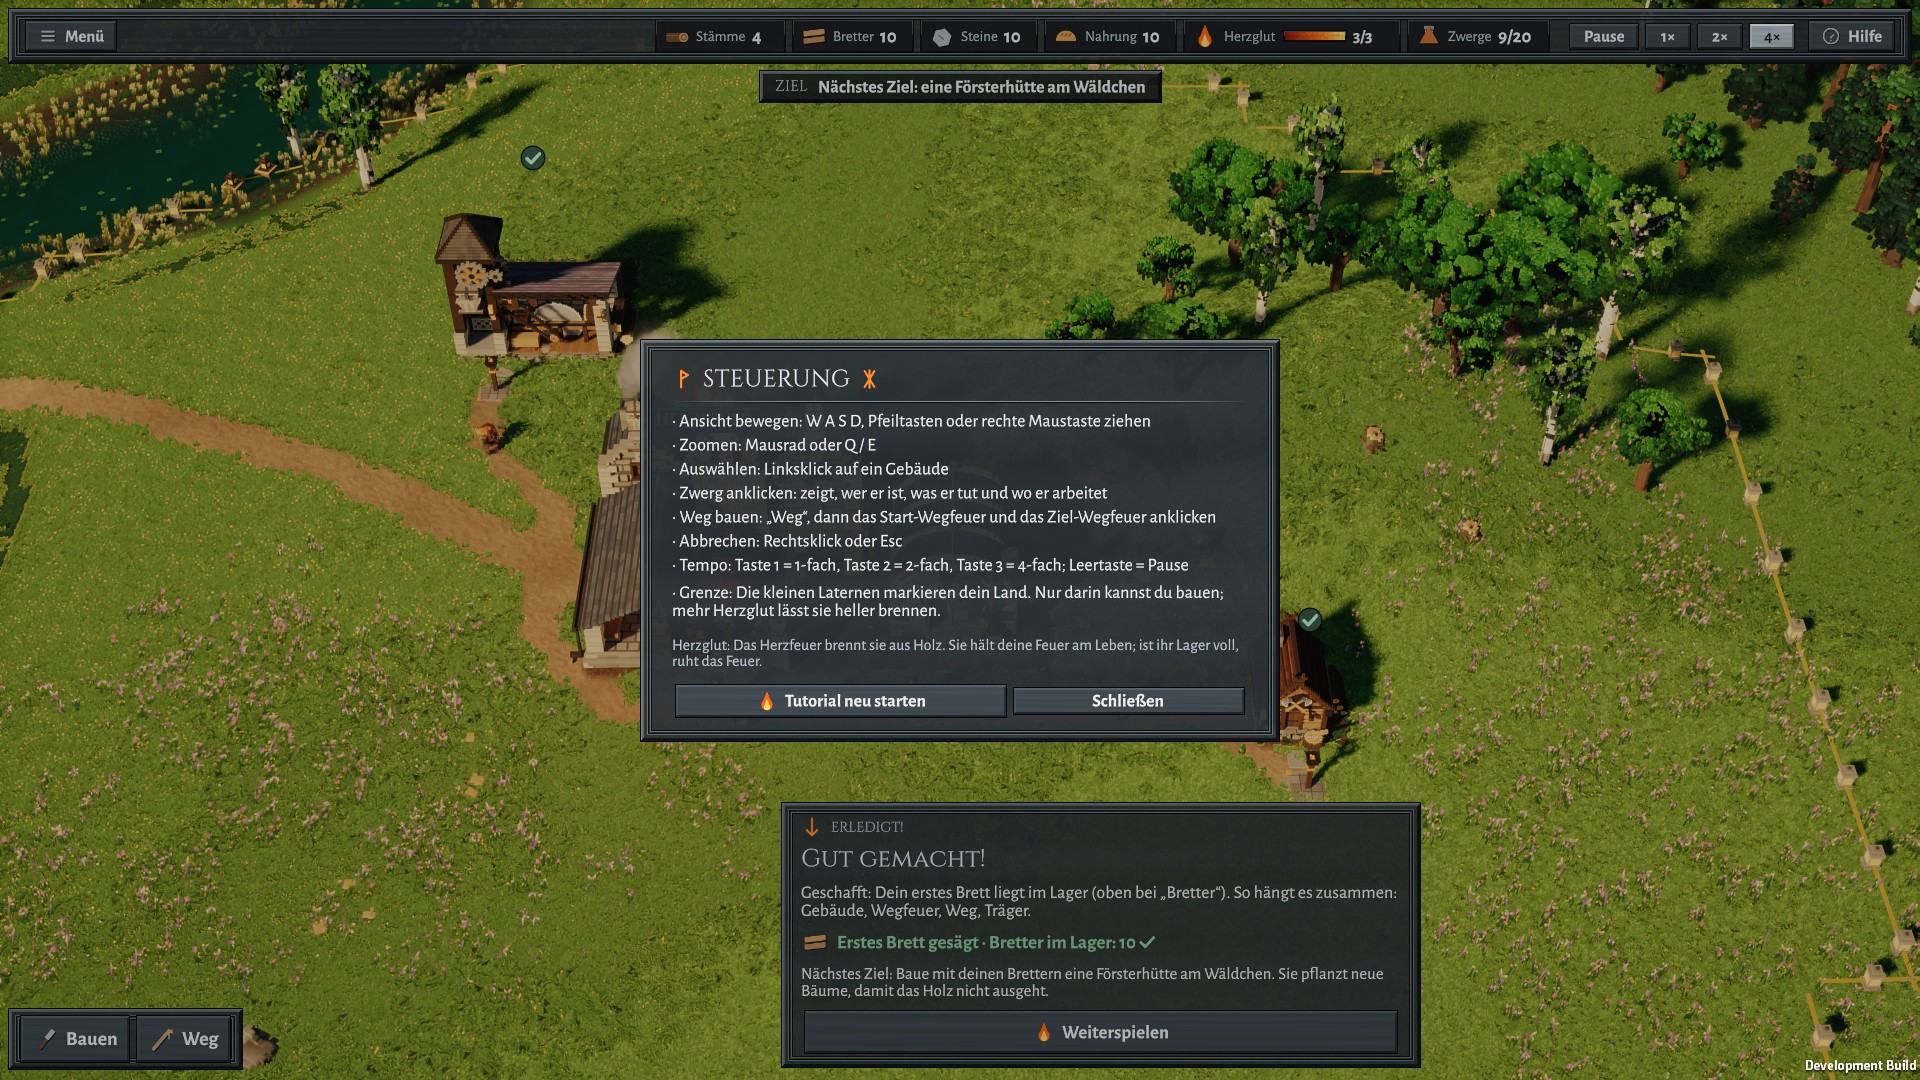 Menü
Stämme 4
Bretter 10
Steine 10
Nahrung 10
Herzglut 3/3
Zwerge 9/20
Pause
1×
2×
4×
Hilfe
ZIEL Nächstes Ziel: eine Försterhütte am Wäldchen
STEUERUNG
· Ansicht bewegen: W A S D, Pfeiltasten oder rechte Maustaste ziehen
· Zoomen: Mausrad oder Q / E
· Auswählen: Linksklick auf ein Gebäude
· Zwerg anklicken: zeigt, wer er ist, was er tut und wo er arbeitet
· Weg bauen: „Weg“, dann das Start-Wegfeuer und das Ziel-Wegfeuer anklicken
· Abbrechen: Rechtsklick oder Esc
· Tempo: Taste 1 = 1-fach, Taste 2 = 2-fach, Taste 3 = 4-fach; Leertaste = Pause
· Grenze: Die kleinen Laternen markieren dein Land. Nur darin kannst du bauen;
mehr Herzglut lässt sie heller brennen.
Herzglut: Das Herzfeuer brennt sie aus Holz. Sie hält deine Feuer am Leben; ist ihr Lager voll,
ruht das Feuer.
Tutorial neu starten
Schließen
ERLEDIGT!
GUT GEMACHT!
Geschafft: Dein erstes Brett liegt im Lager (oben bei „Bretter“). So hängt es zusammen:
Gebäude, Wegfeuer, Weg, Träger.
Erstes Brett gesägt · Bretter im Lager: 10 ✓
Nächstes Ziel: Baue mit deinen Brettern eine Försterhütte am Wäldchen. Sie pflanzt neue
Bäume, damit das Holz nicht ausgeht.
Weiterspielen
Bauen
Weg
Development Build